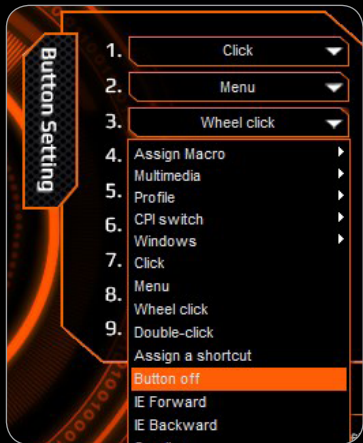 Button Setting
1. Click
2. Menu
3. Wheel click
4. Assign Macro
Multimedia
5. Profile
6. CPI switch
Windows
7. Click
Menu
8. Wheel click
9. Double-click
Assign a shortcut
Button off
IE Forward
IE Backward